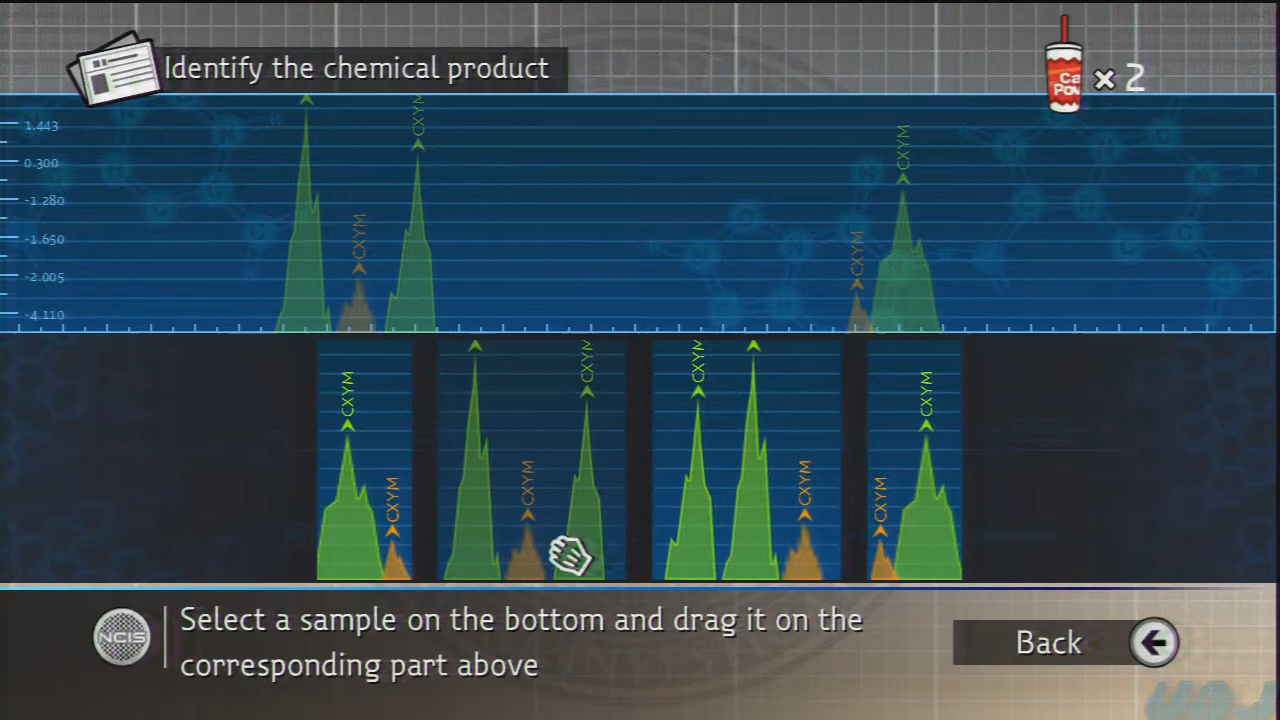 Identify the chemical product
Ca
Pow
× 2
1.443
0.300
-1.280
-1.650
-2.005
-4.110
CXYM
CXYM
CXYM
CXYM
CXYM
CXYM
CXYM
CXYM
CXYM
CXYM
CXYM
CXYM
NCIS
Select a sample on the bottom and drag it on the
corresponding part above
Back